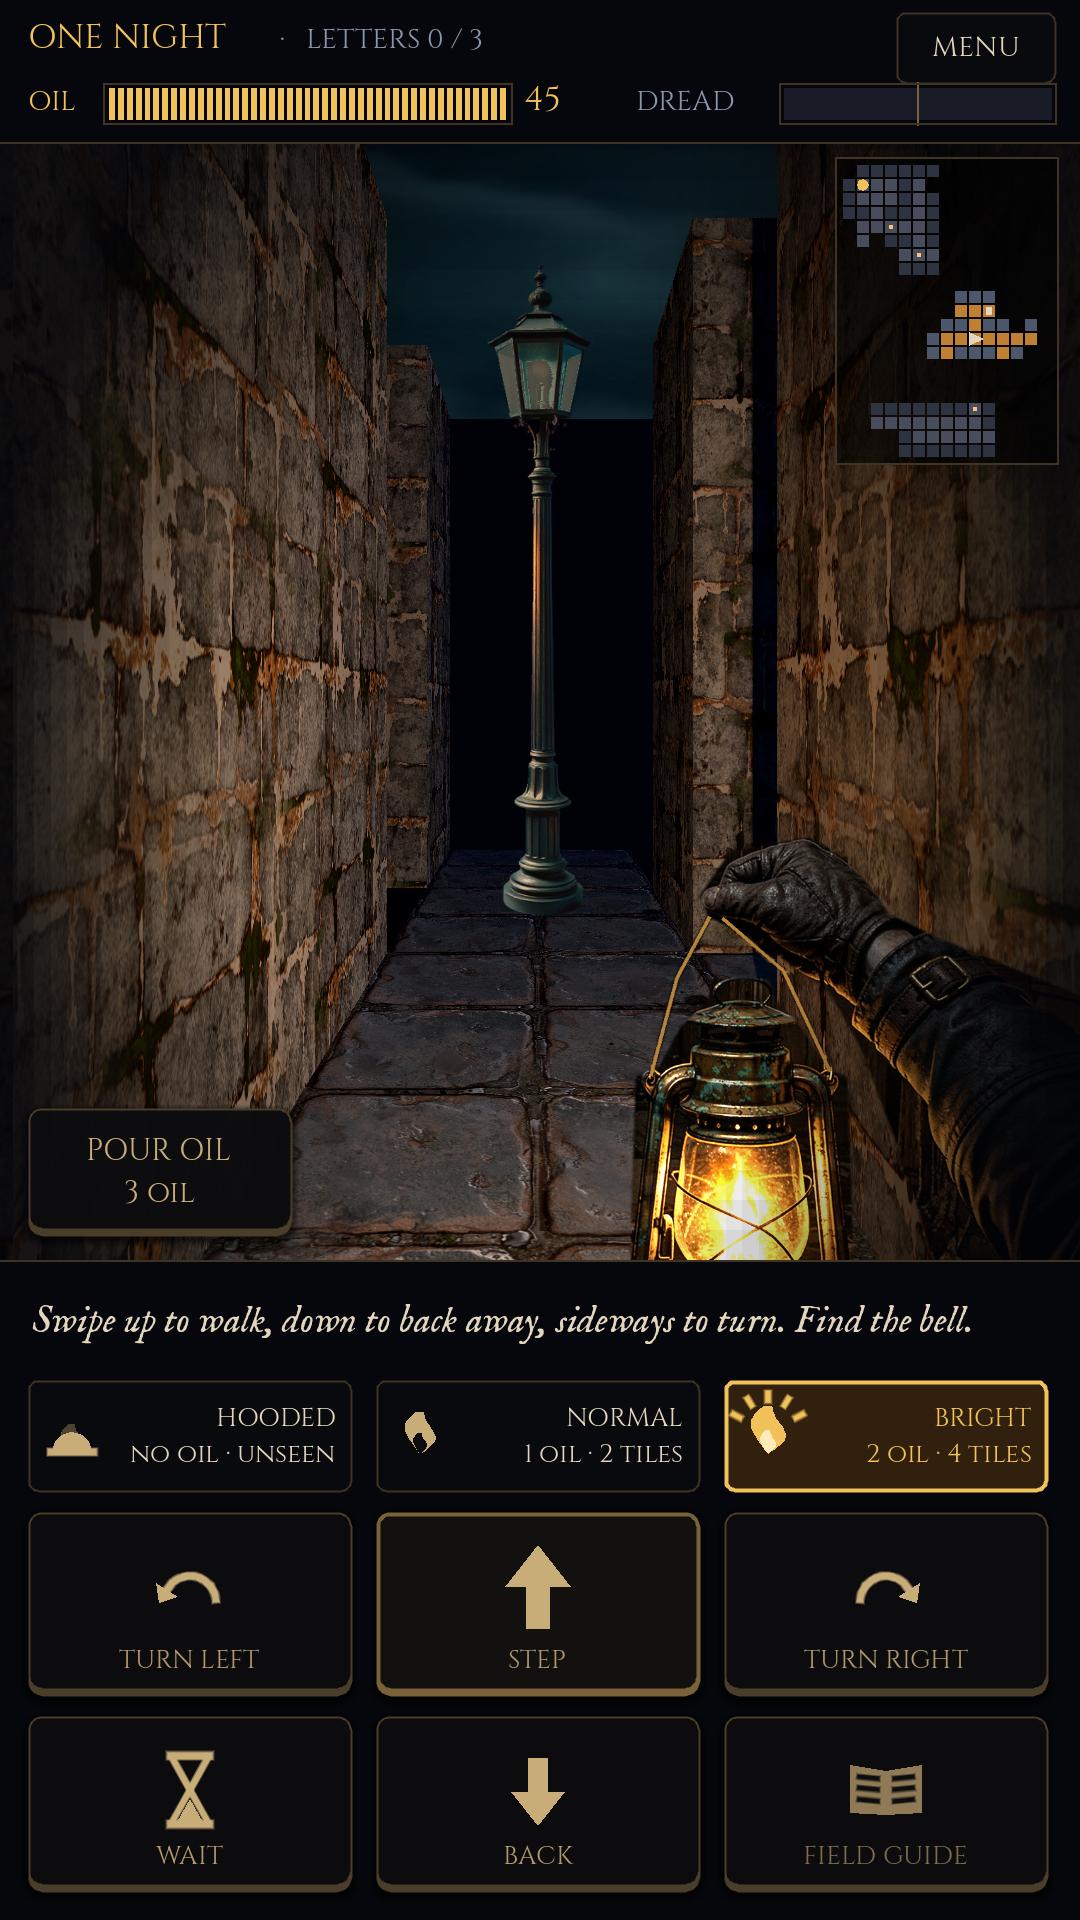 ONE NIGHT · LETTERS 0 / 3
MENU
OIL 45 DREAD
POUR OIL
3 OIL
Swipe up to walk, down to back away, sideways to turn. Find the bell.
HOODED
NO OIL · UNSEEN
NORMAL
1 OIL · 2 TILES
BRIGHT
2 OIL · 4 TILES
TURN LEFT
STEP
TURN RIGHT
WAIT
BACK
FIELD GUIDE